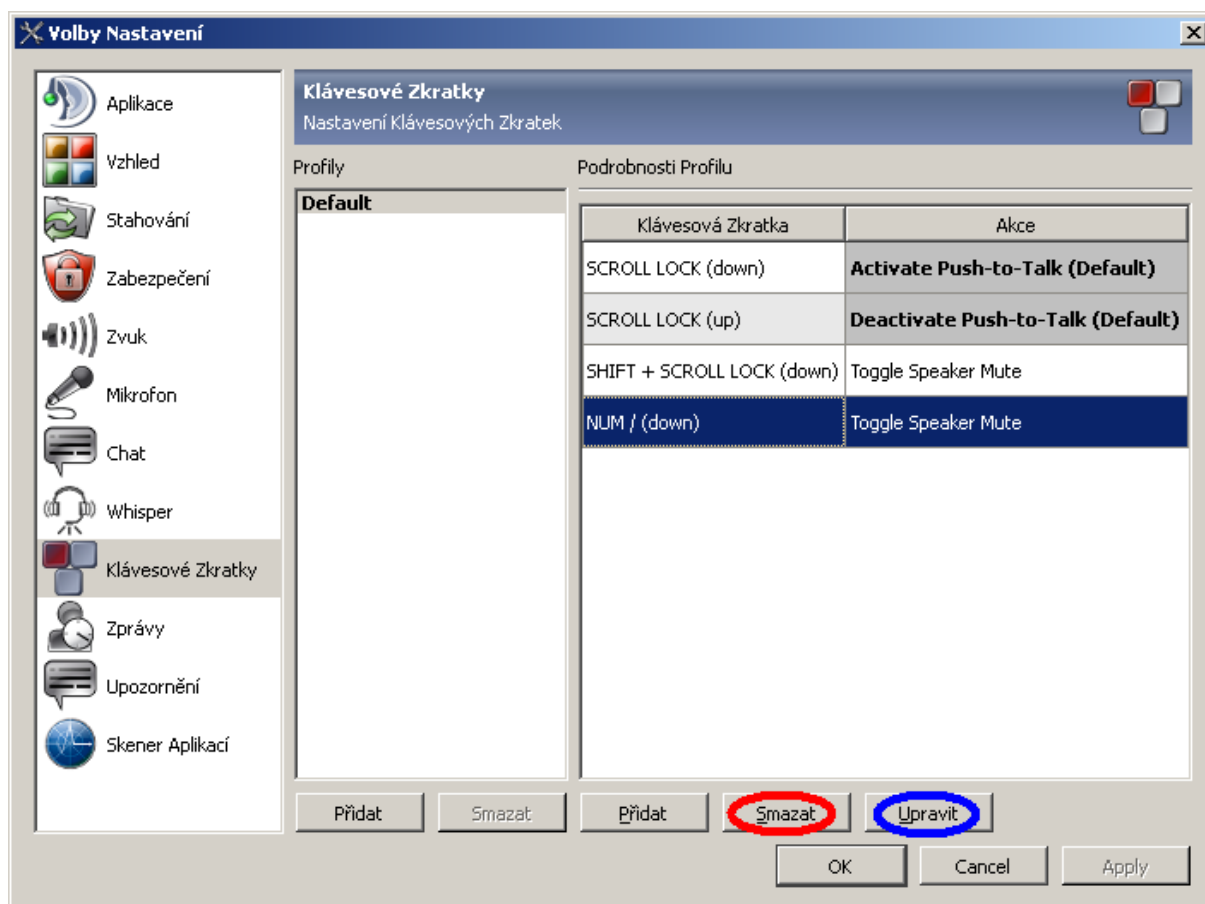 Volby Nastavení
Aplikace
Vzhled
Stahování
Zabezpečení
Zvuk
Mikrofon
Chat
Whisper
Klávesové Zkratky
Zprávy
Upozornění
Skener Aplikací
Klávesové Zkratky
Nastavení Klávesových Zkratek
Profily
Default
Přidat
Smazat
Podrobnosti Profilu
Klávesová Zkratka Akce
SCROLL LOCK (down) Activate Push-to-Talk (Default)
SCROLL LOCK (up) Deactivate Push-to-Talk (Default)
SHIFT + SCROLL LOCK (down) Toggle Speaker Mute
NUM / (down) Toggle Speaker Mute
Přidat Smazat Upravit
OK Cancel Apply